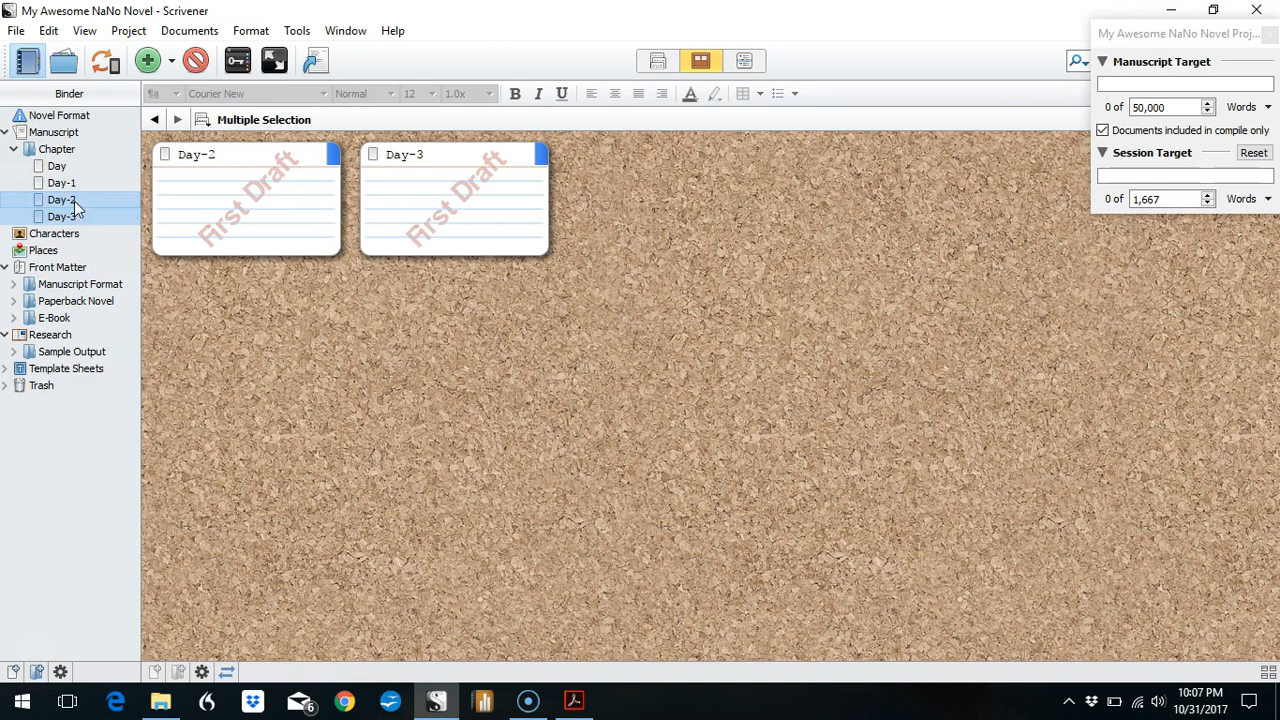 My Awesome NaNo Novel - Scrivener
File Edit View Project Documents Format Tools Window Help
My Awesome NaNo Novel Proj...
Manuscript Target
0 of 50,000 Words
Documents included in compile only
Session Target Reset
0 of 1,667 Words
Binder
Courier New Normal 12 1.0x B I U A
Novel Format
Manuscript
Chapter
Day
Day-1
Day-2
Day-3
Characters
Places
Front Matter
Manuscript Format
Paperback Novel
E-Book
Research
Sample Output
Template Sheets
Trash
Multiple Selection
Day-2
First Draft
Day-3
First Draft
6
10:07 PM
10/31/2017